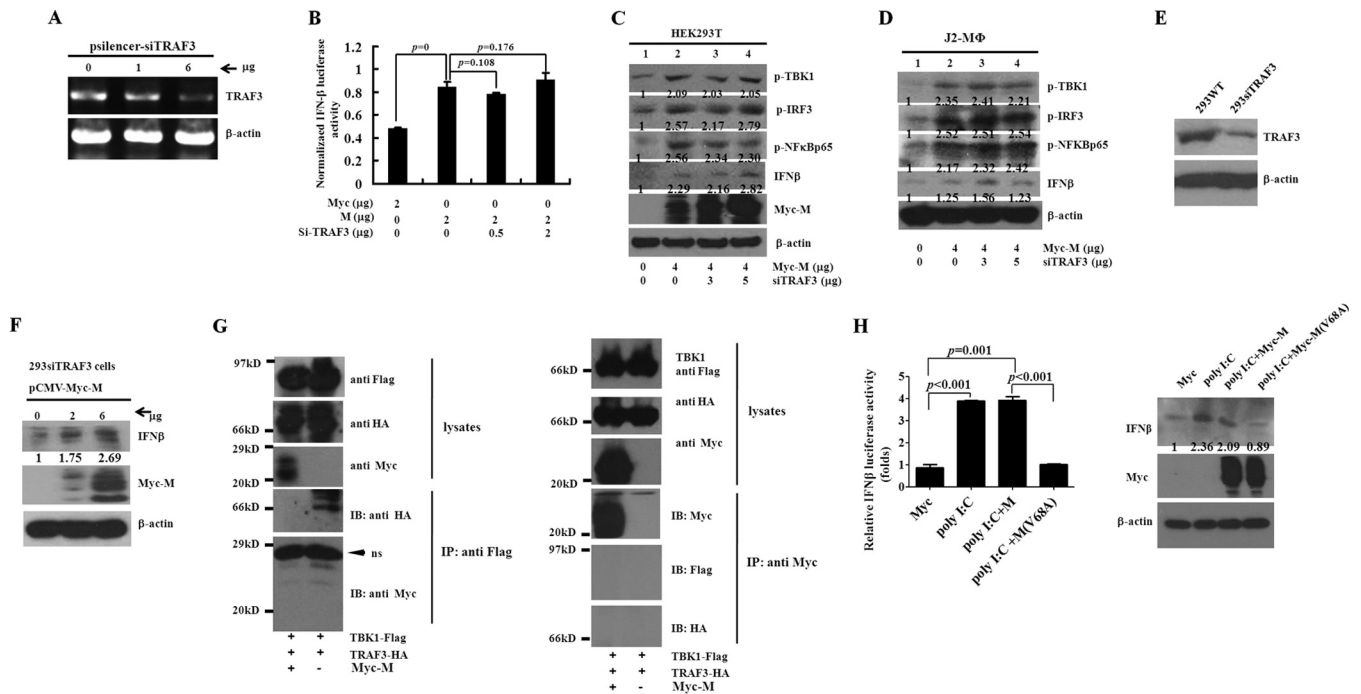 A
psilencer-siTRAF3
0 1 6 μg
TRAF3
β-actin
B
p=0
p=0.176
p=0.108
Normalizaed IFN-β luciferase activity
1.2
1
0.8
0.6
0.4
0.2
0
Myc (μg) 2 0 0 0
M (μg) 0 2 2 2
Si-TRAF3 (μg) 0 0 0.5 2
C
HEK293T
1 2 3 4
p-TBK1
1 2.09 2.03 2.05
p-IRF3
1 2.57 2.17 2.79
p-NFκBp65
1 2.56 2.34 2.30
IFNβ
1 2.29 2.16 2.82
Myc-M
β-actin
0 4 4 4 Myc-M (μg)
0 0 3 5 siTRAF3 (μg)
D
J2-MΦ
1 2 3 4
p-TBK1
1 2.35 2.41 2.21
p-IRF3
1 2.52 2.51 2.54
p-NFKBp65
1 2.17 2.32 2.42
IFNβ
1 1.25 1.56 1.23
β-actin
0 4 4 4 Myc-M (μg)
0 0 3 5 siTRAF3 (μg)
E
293WT
293siTRAF3
TRAF3
β-actin
F
293siTRAF3 cells
pCMV-Myc-M
0 2 6 μg
IFNβ
1 1.75 2.69
Myc-M
β-actin
G
97kD
anti Flag
anti HA
66kD
29kD
anti Myc
20kD
lysates
66kD
IB: anti HA
29kD
ns
IB: anti Myc
20kD
IP: anti Flag
+ + TBK1-Flag
+ + TRAF3-HA
+ - Myc-M
TBK1
66kD
anti Flag
anti HA
66kD
anti Myc
20kD
lysates
IB: Myc
20kD
97kD
IB: Flag
IB: HA
66kD
IP: anti Myc
+ + TBK1-Flag
+ + TRAF3-HA
+ - Myc-M
H
p=0.001
p<0.001
p<0.001
Relative IFNβ luciferase activity
(folds)
5
4
3
2
1
0
Myc
poly I:C
poly I:C+M
poly I:C +M(V68A)
Myc
poly I:C
poly I:C+Myc-M
poly I:C+Myc-M(V68A)
IFNβ
1 2.36 2.09 0.89
Myc
β-actin